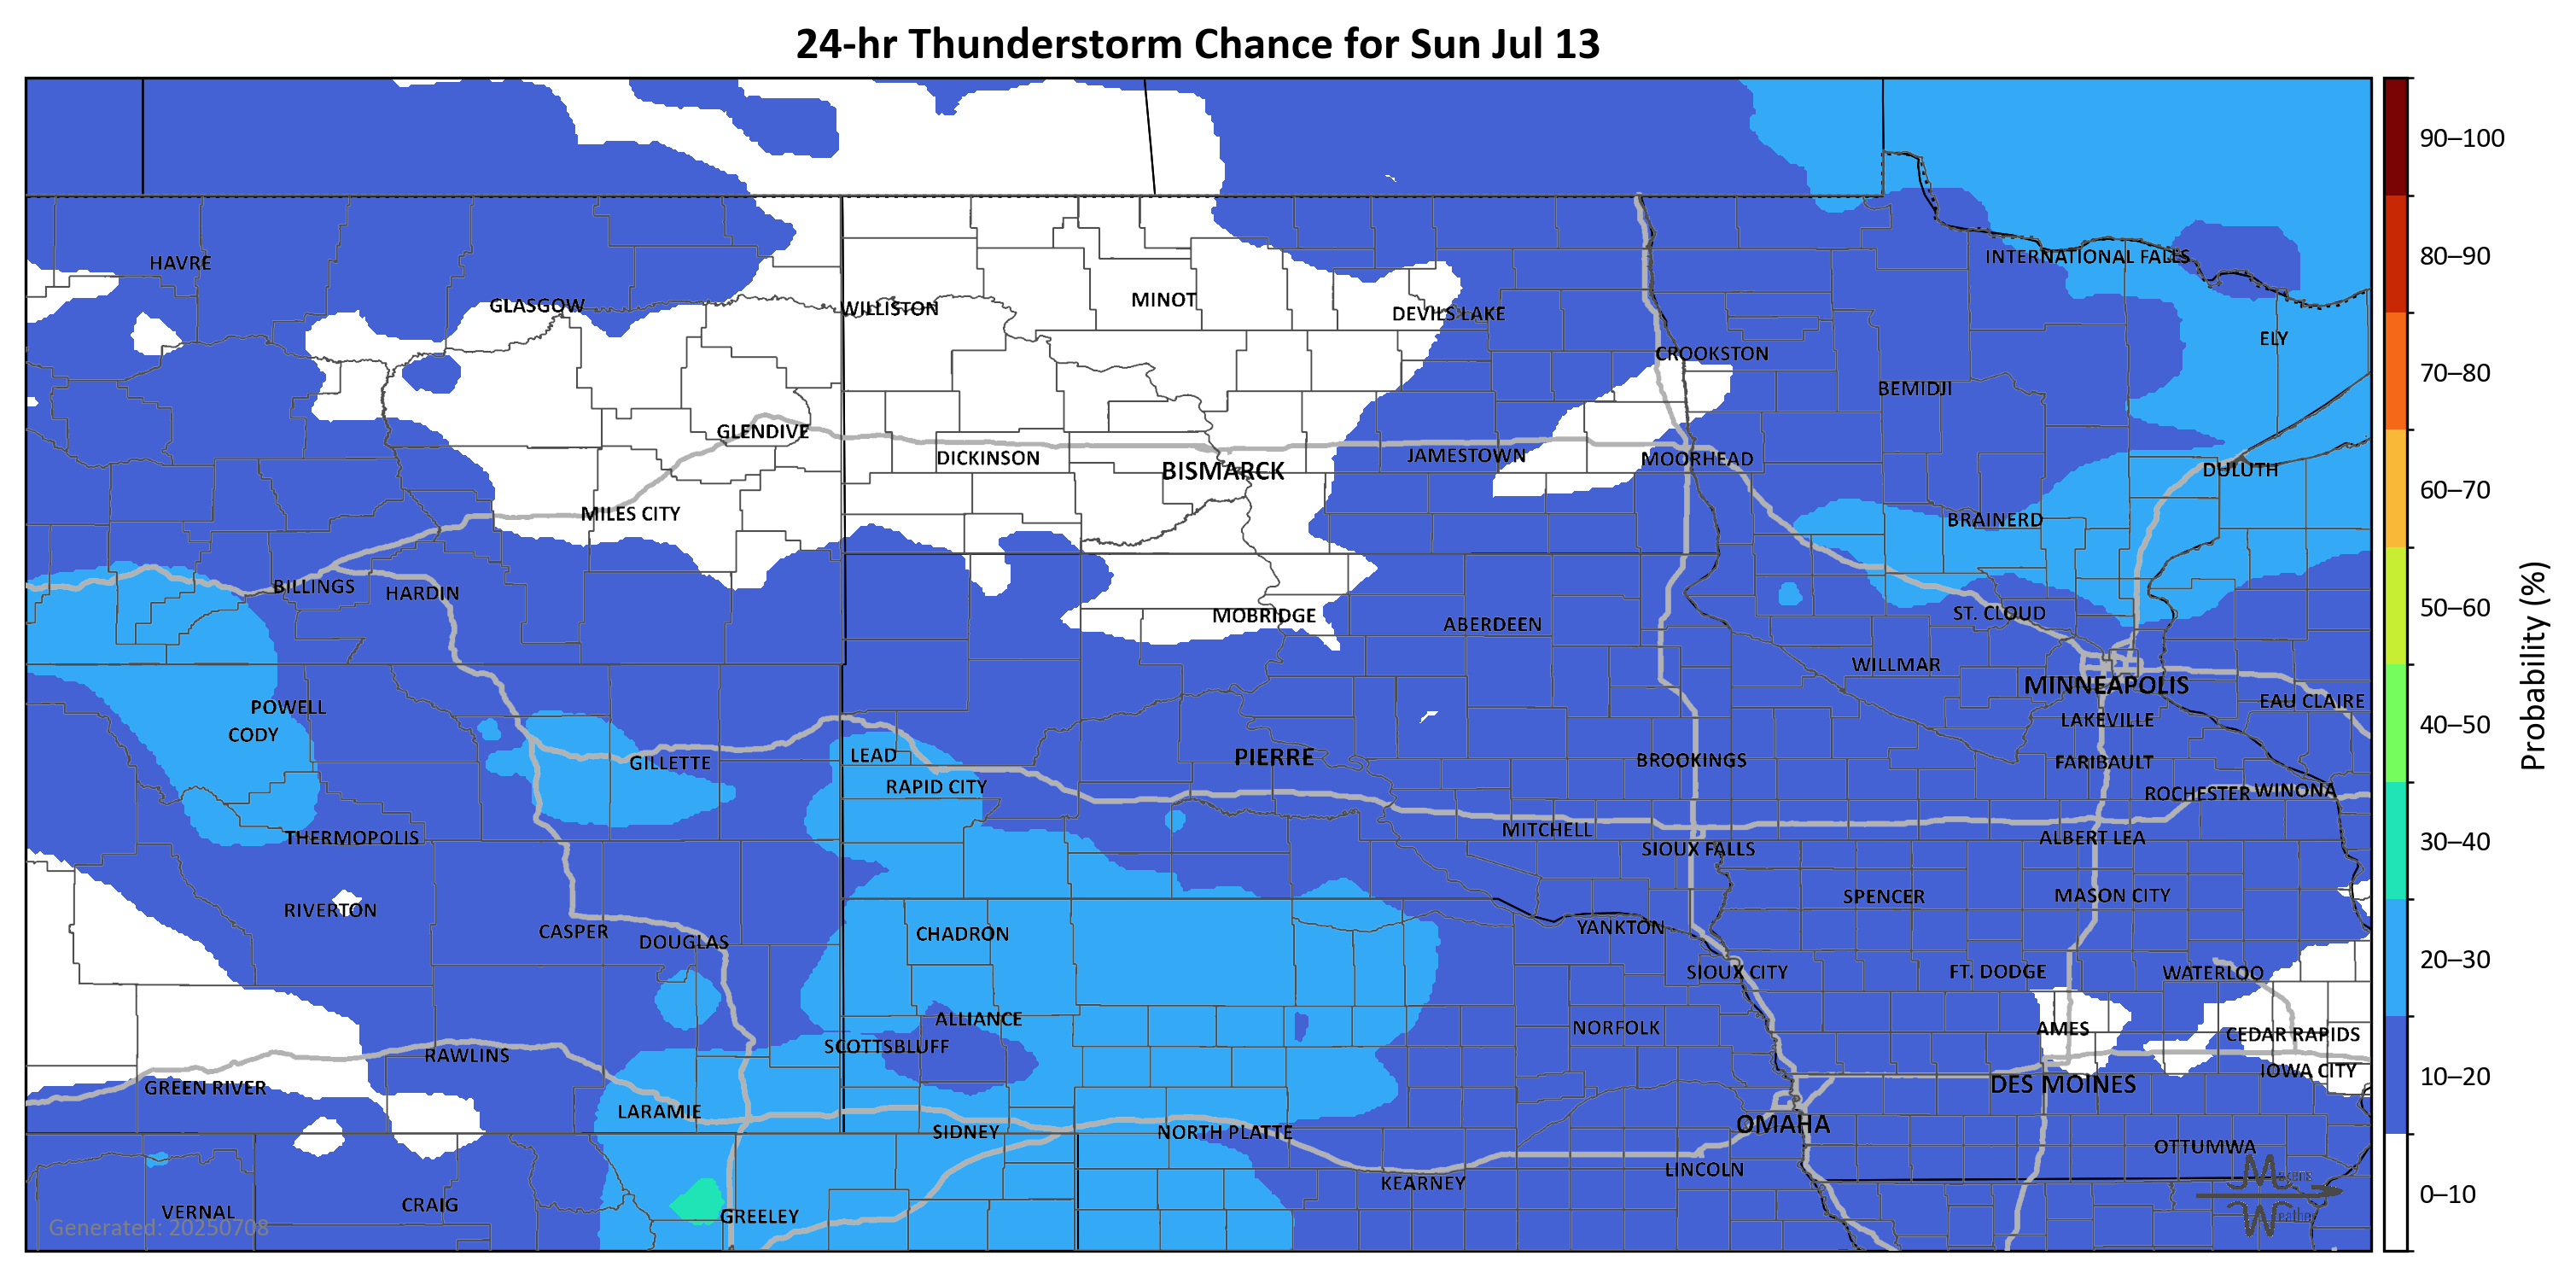 24-hr Thunderstorm Chance for Sun Jul 13
90–100
HAVRE
INTERNATIONAL FALLS
80–90
GLASGOW
WILLISTON
MINOT
DEVILS LAKE
ELY
CROOKSTON
70–80
BEMIDJI
GLENDIVE
DICKINSON
BISMARCK
JAMESTOWN
MOORHEAD
DULUTH
60–70
MILES CITY
BRAINERD
BILLINGS
HARDIN
MOBRIDGE
ABERDEEN
ST. CLOUD
50–60
WILLMAR
MINNEAPOLIS
Probability (%)
POWELL
EAU CLAIRE
CODY
LAKEVILLE
40–50
LEAD
PIERRE
BROOKINGS
GILLETTE
FARIBAULT
RAPID CITY
ROCHESTER
WINONA
THERMOPOLIS
MITCHELL
ALBERT LEA
30–40
SIOUX FALLS
RIVERTON
SPENCER
MASON CITY
CASPER
DOUGLAS
CHADRON
YANKTON
20–30
SIOUX CITY
FT. DODGE
WATERLOO
ALLIANCE
NORFOLK
AMES
CEDAR RAPIDS
RAWLINS
SCOTTSBLUFF
IOWA CITY
10–20
GREEN RIVER
DES MOINES
LARAMIE
OMAHA
SIDNEY
NORTH PLATTE
OTTUMWA
LINCOLN
KEARNEY
Makens
0–10
VERNAL
CRAIG
GREELEY
Weather
Generated: 20250708